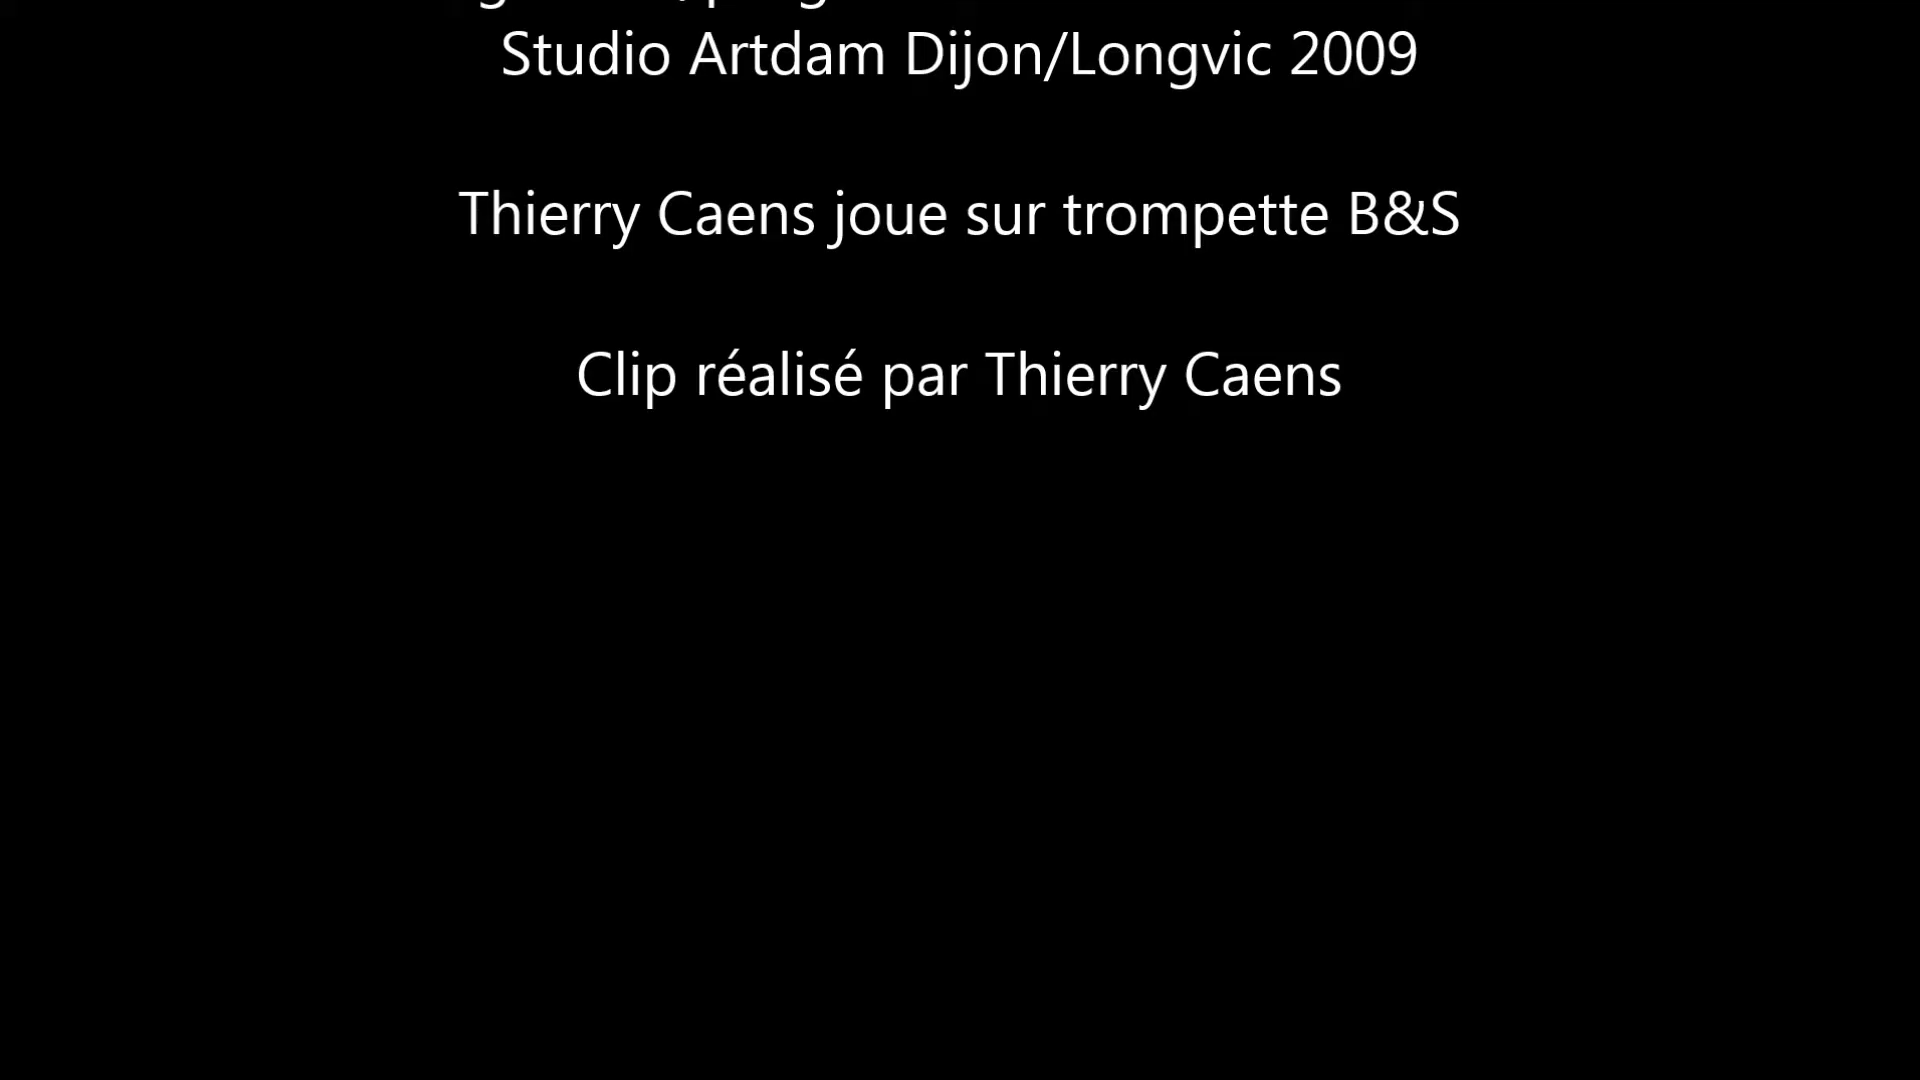 Studio Artdam Dijon/Longvic 2009
Thierry Caens joue sur trompette B&S
Clip réalisé par Thierry Caens